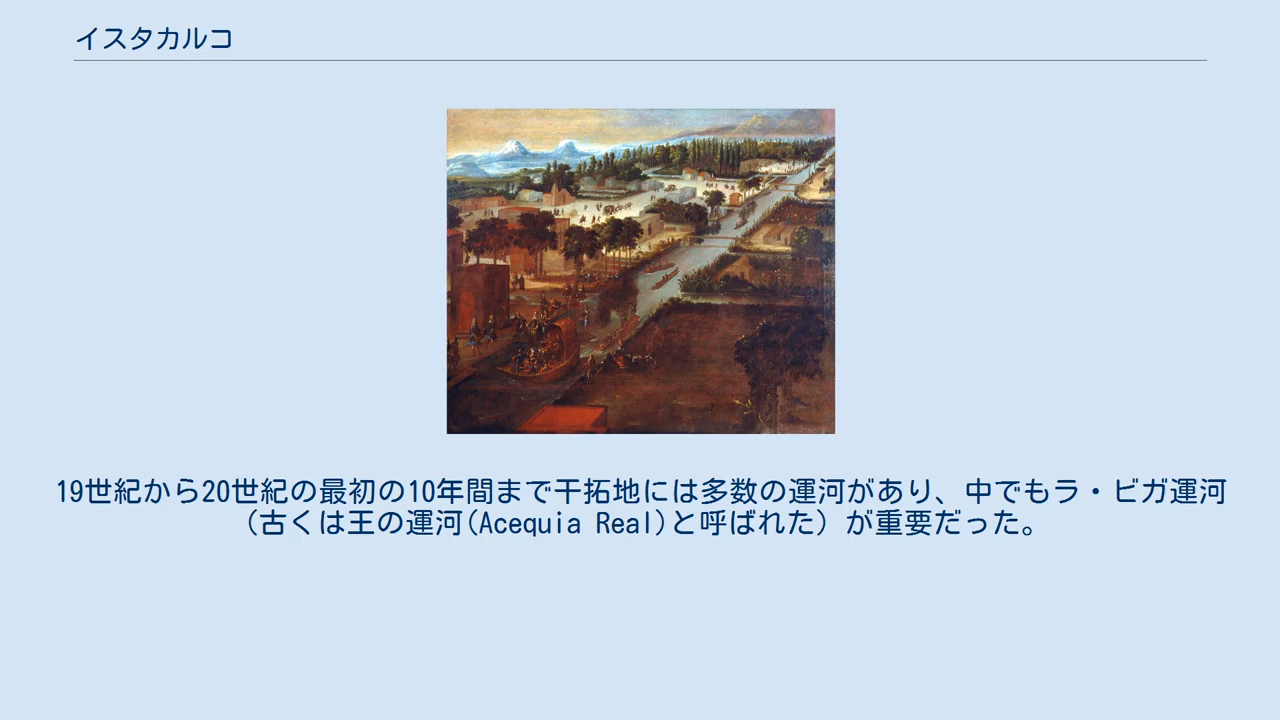 イスタカルコ
19世紀から20世紀の最初の10年間まで干拓地には多数の運河があり、中でもラ・ビガ運河
（古くは王の運河(Acequia Real)と呼ばれた）が重要だった。